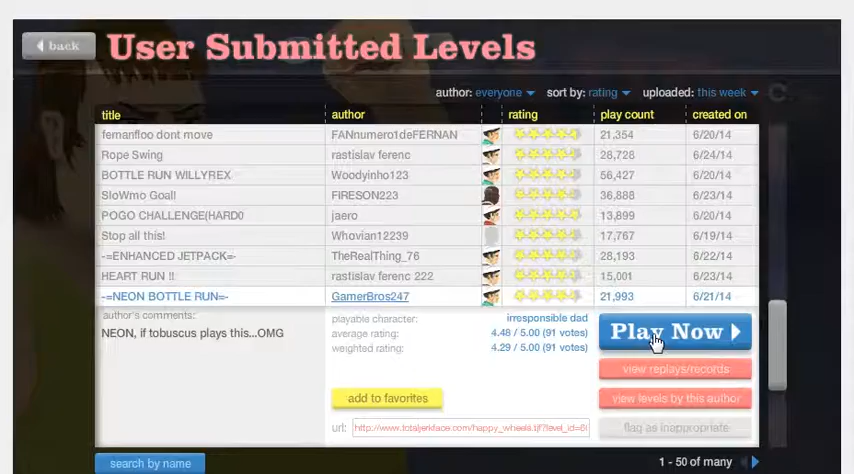 back
User Submitted Levels
author: everyone sort by: rating uploaded: this week
title author rating play count created on
fernanfloo dont move FANnumero1deFERNAN 21,354 6/20/14
Rope Swing rastislav ferenc 28,728 6/24/14
BOTTLE RUN WILLYREX Woodyinho123 56,427 6/20/14
SloWmo Goal! FIRESON223 36,888 6/23/14
POGO CHALLENGE(HARD0 jaero 13,899 6/20/14
Stop all this! Whovian12239 17,767 6/19/14
-=ENHANCED JETPACK=- TheRealThing_76 28,193 6/22/14
HEART RUN !! rastislav ferenc 222 15,001 6/23/14
-=NEON BOTTLE RUN=- GamerBros247 21,993 6/21/14
author's comments:
NEON, if tobuscus plays this...OMG
playable character: irresponsible dad
average rating: 4.48 / 5.00 (91 votes)
weighted rating: 4.29 / 5.00 (91 votes)
Play Now
view replays/records
add to favorites
view levels by this author
url: http://www.totaljerkface.com/happy_wheels.tjf?level_id=6
flag as inappropriate
search by name
1 - 50 of many